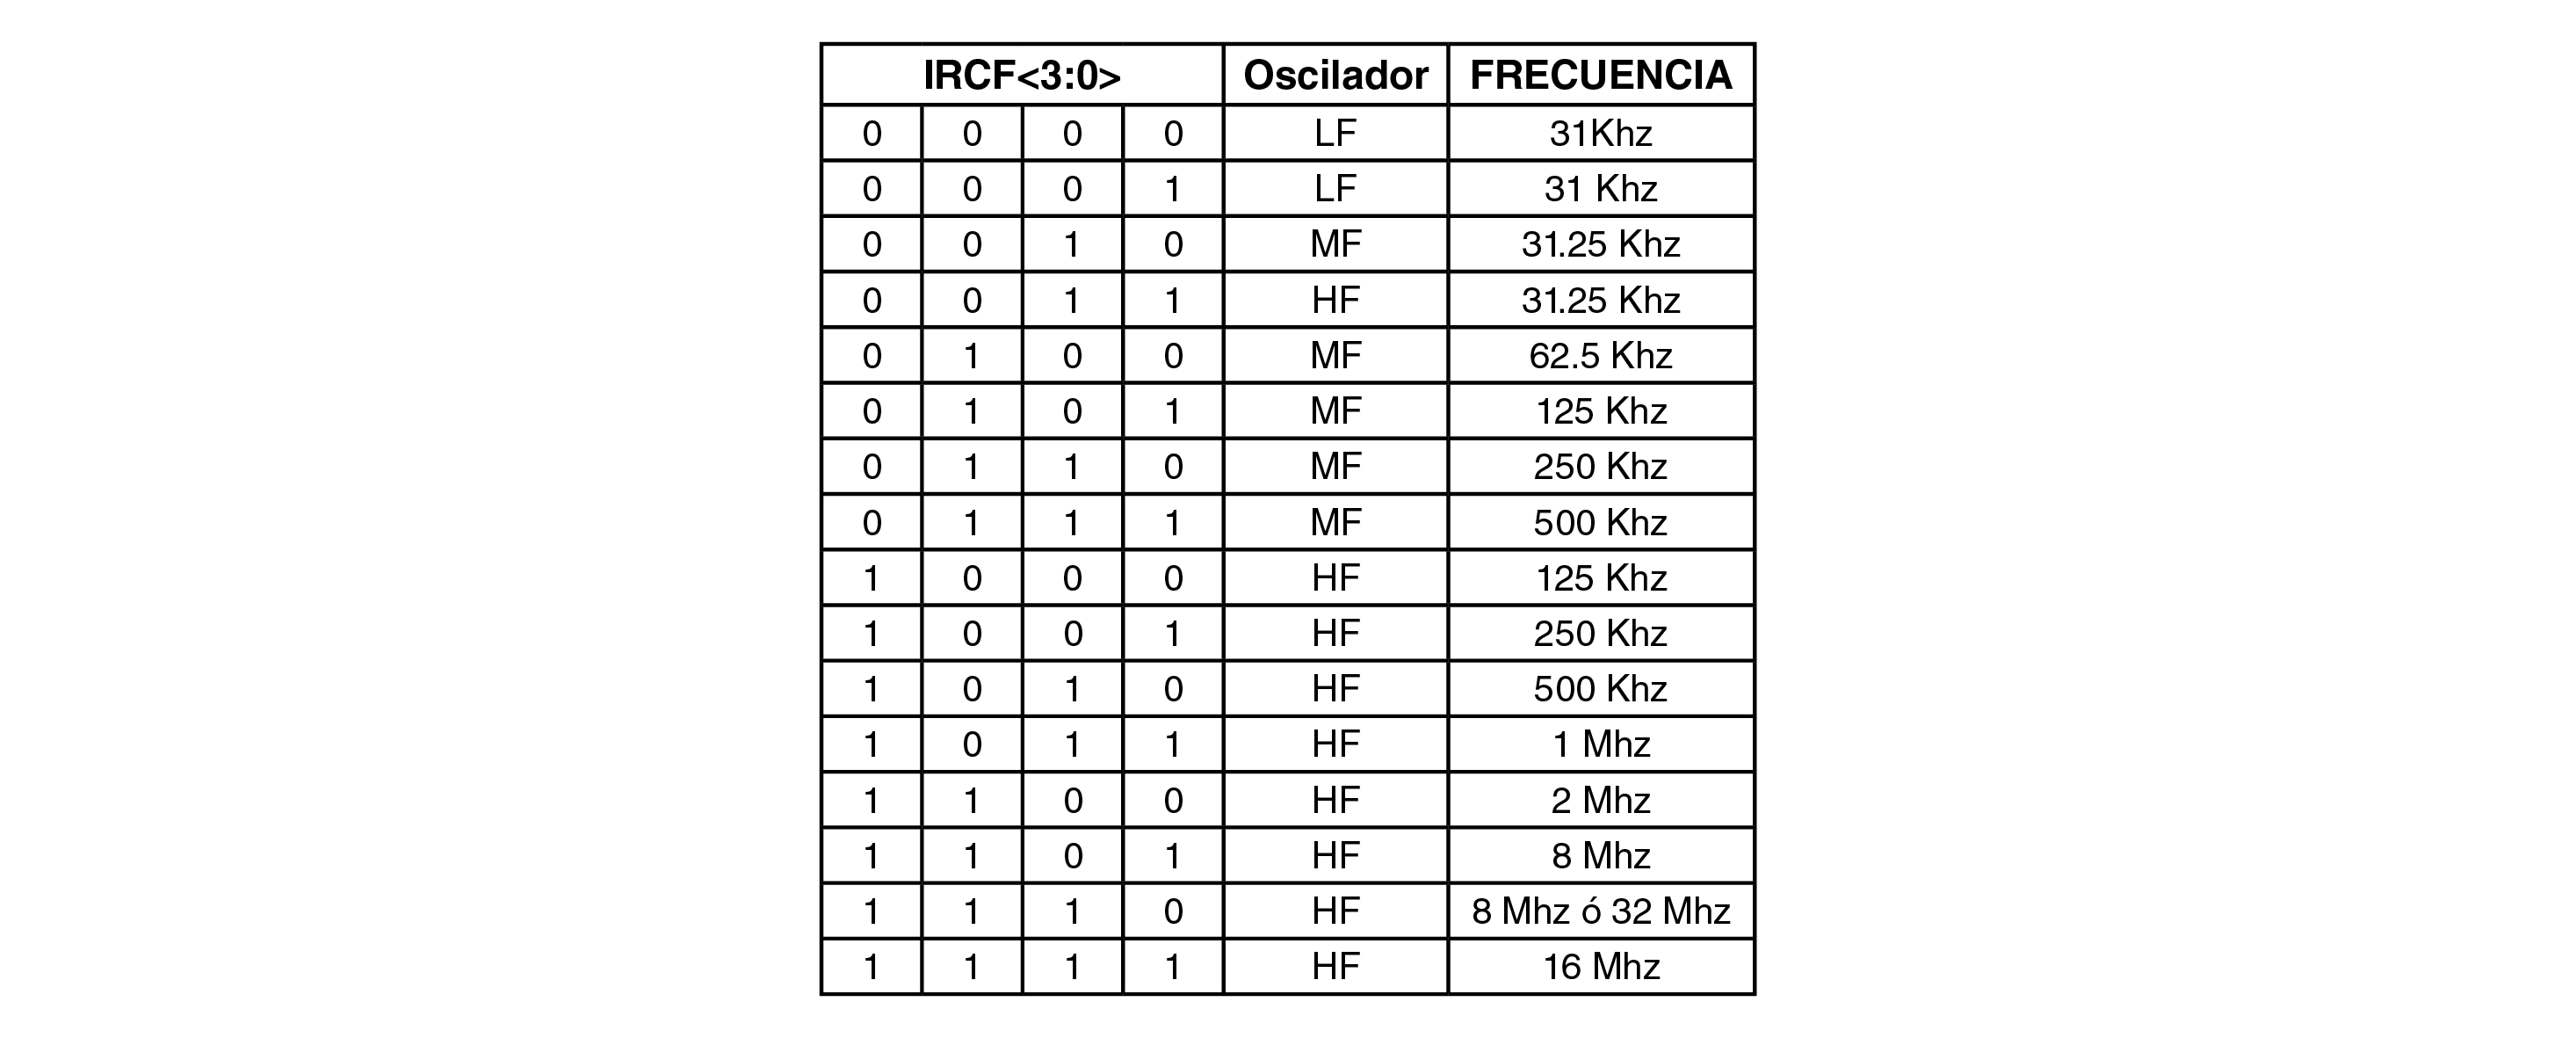 IRCF<3:0> Oscilador FRECUENCIA
0 0 0 0 LF 31Khz
0 0 0 1 LF 31 Khz
0 0 1 0 MF 31.25 Khz
0 0 1 1 HF 31.25 Khz
0 1 0 0 MF 62.5 Khz
0 1 0 1 MF 125 Khz
0 1 1 0 MF 250 Khz
0 1 1 1 MF 500 Khz
1 0 0 0 HF 125 Khz
1 0 0 1 HF 250 Khz
1 0 1 0 HF 500 Khz
1 0 1 1 HF 1 Mhz
1 1 0 0 HF 2 Mhz
1 1 0 1 HF 8 Mhz
1 1 1 0 HF 8 Mhz ó 32 Mhz
1 1 1 1 HF 16 Mhz